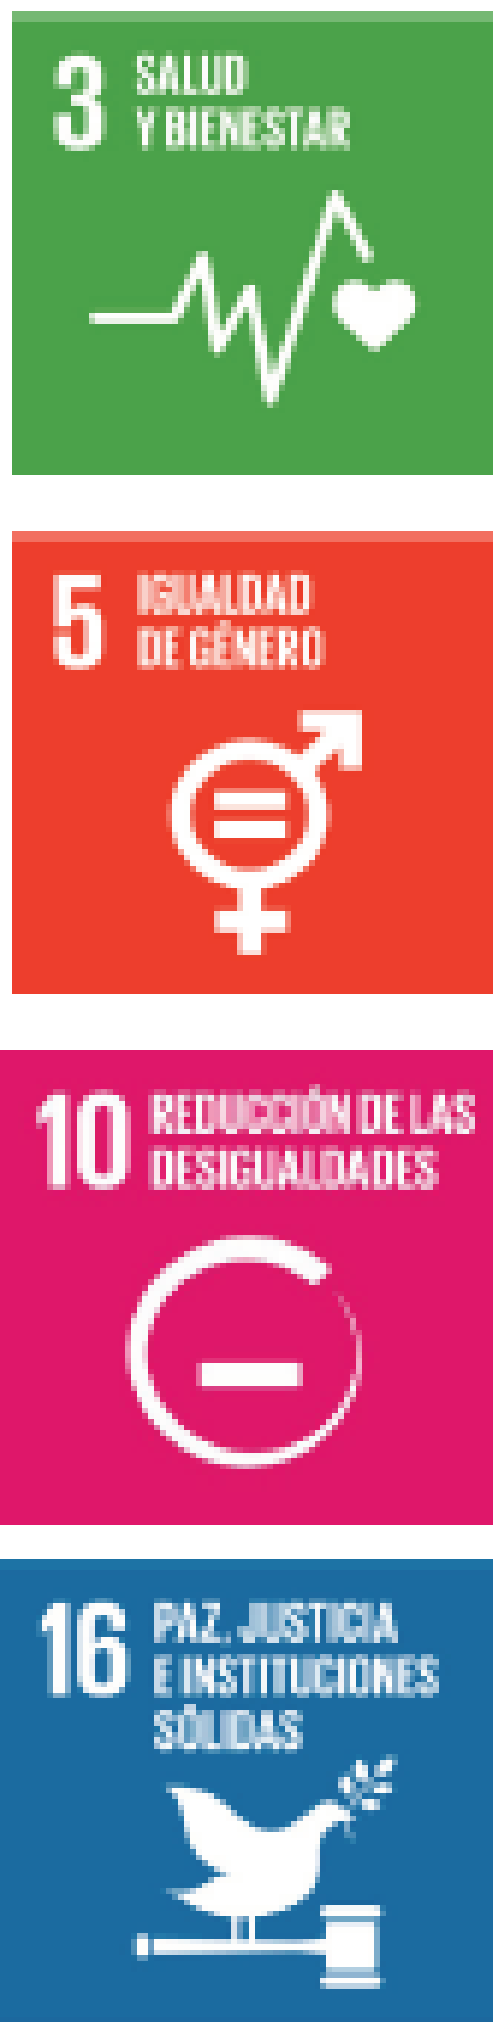 3 SALUD
Y BIENESTAR
5 IGUALDAD
DE GÉNERO
10 REDUCCIÓN DE LAS
DESIGUALDADES
16 PAZ, JUSTICIA
E INSTITUCIONES
SÓLIDAS